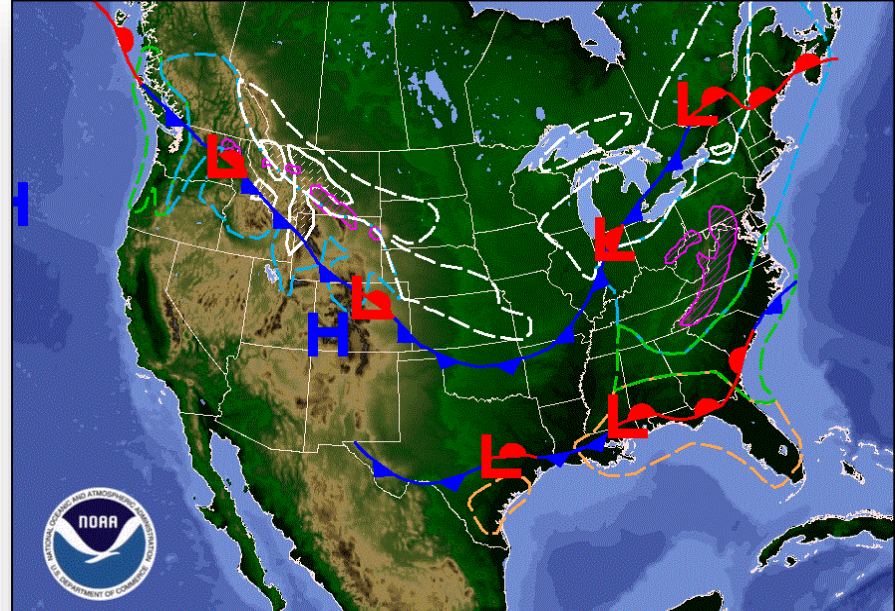 L
L
H
L
L
H
L
L
NOAA
NATIONAL OCEANIC AND ATMOSPHERIC ADMINISTRATION
U.S. DEPARTMENT OF COMMERCE